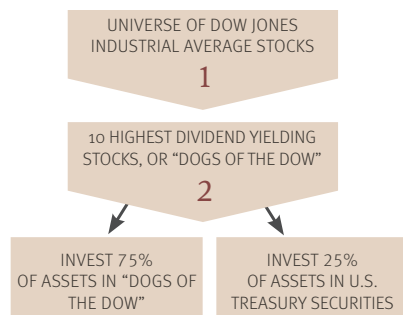 UNIVERSE OF DOW JONES
INDUSTRIAL AVERAGE STOCKS
1
10 HIGHEST DIVIDEND YIELDING
STOCKS, OR “DOGS OF THE DOW”
2
INVEST 75%
OF ASSETS IN “DOGS OF
THE DOW”
INVEST 25%
OF ASSETS IN U.S.
TREASURY SECURITIES